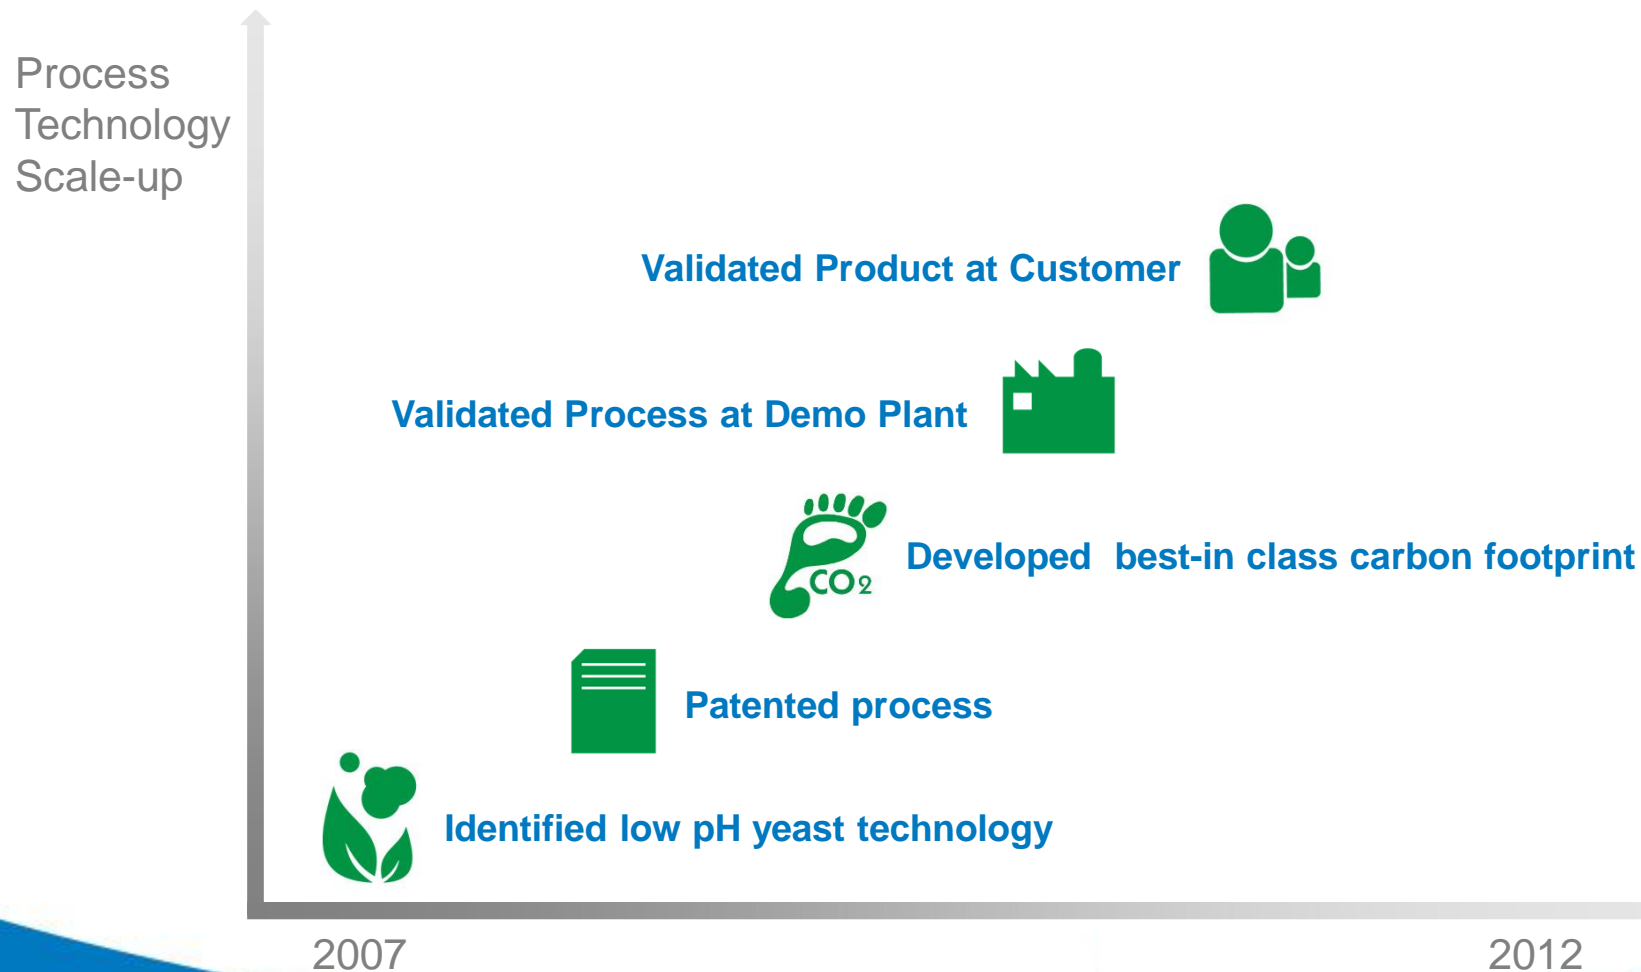 Process
Technology
Scale-up
Validated Product at Customer
Validated Process at Demo Plant
CO2
Developed best-in class carbon footprint
Patented process
Identified low pH yeast technology
2007
2012